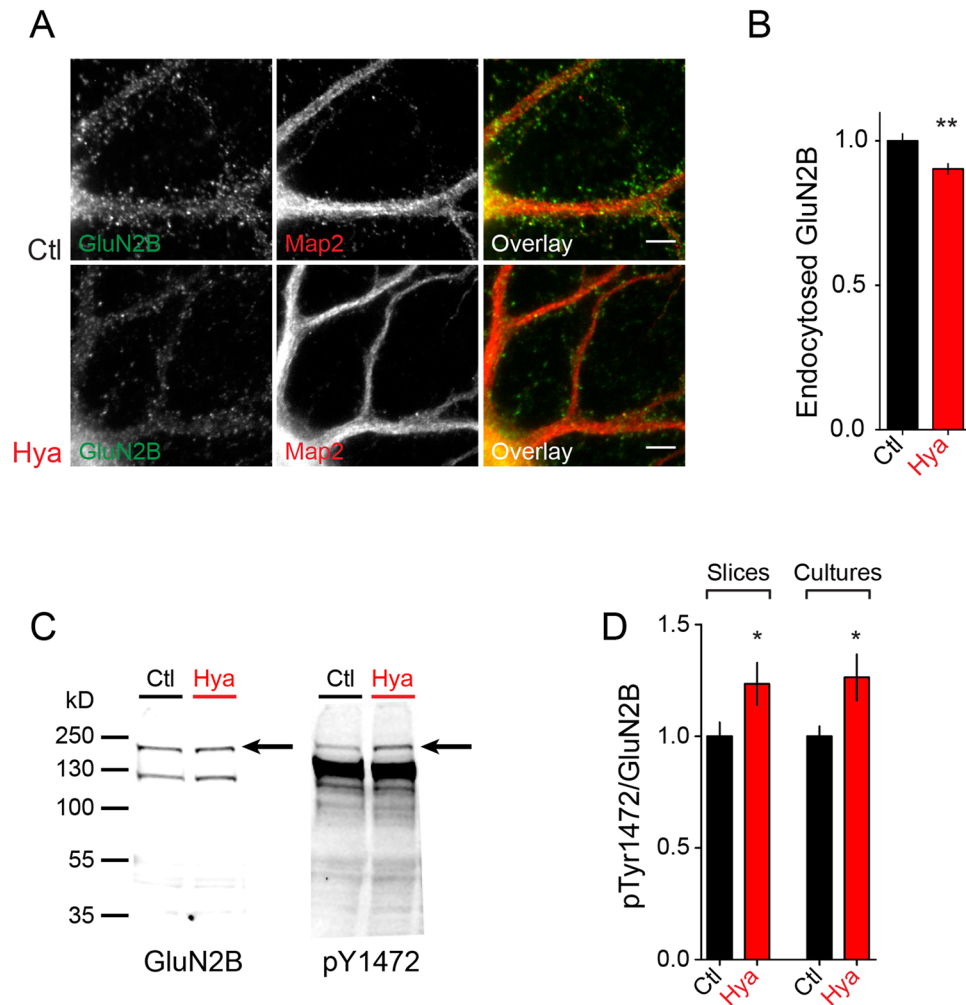 A
GluN2B
Map2
Overlay
Ctl
GluN2B
Map2
Overlay
Hya
B
**
1.0
0.5
0.0
Endocytosed GluN2B
Ctl
Hya
C
Ctl
Hya
Ctl
Hya
kD
250
130
100
55
35
GluN2B
pY1472
D
Slices
Cultures
1.5
1.0
0.5
0.0
*
*
pTyr1472/GluN2B
Ctl
Hya
Ctl
Hya